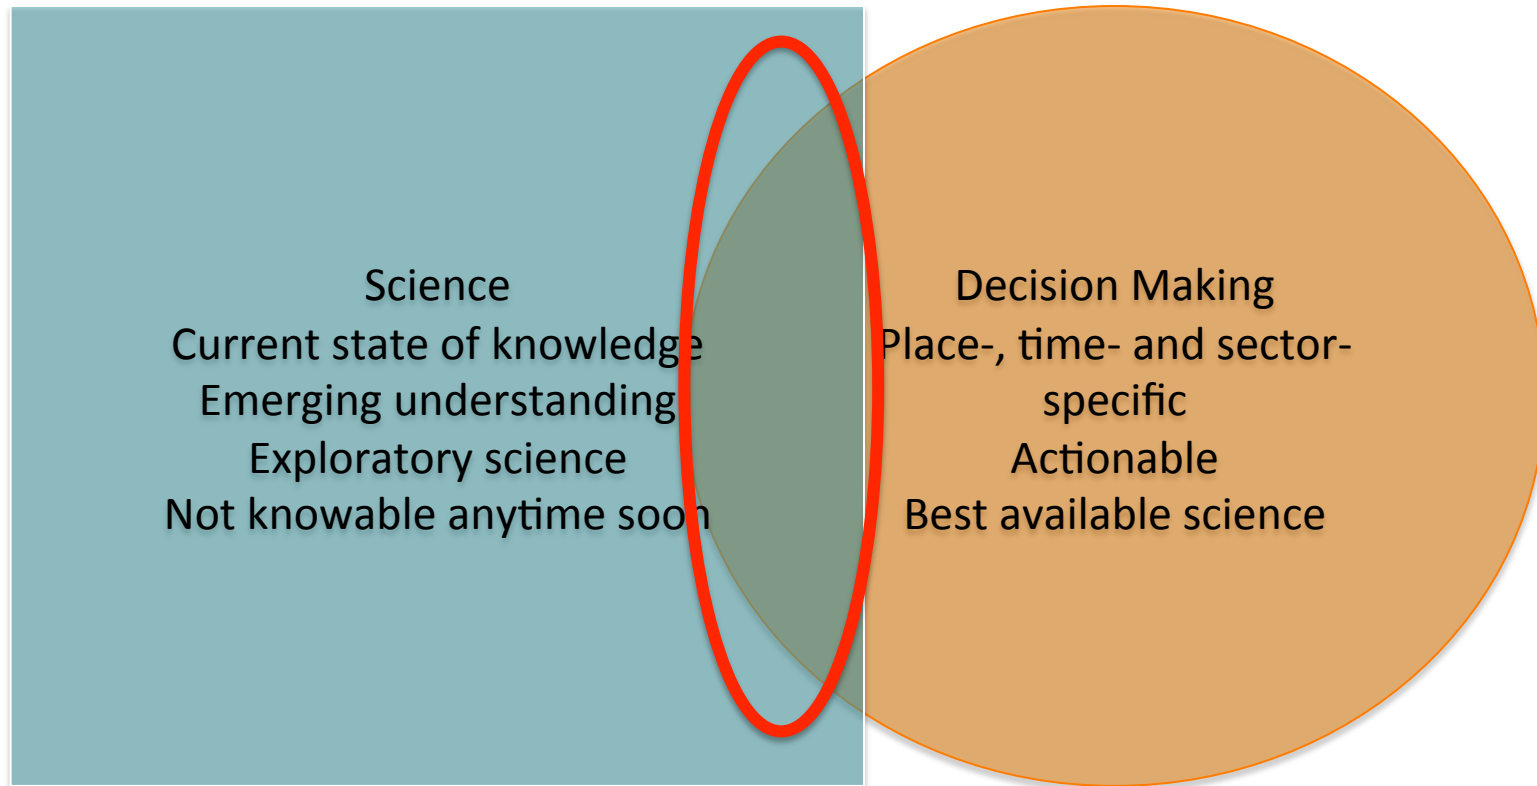 Science
Current state of knowledge
Emerging understanding
Exploratory science
Not knowable anytime soon
Decision Making
Place-, time- and sector-
specific
Actionable
Best available science